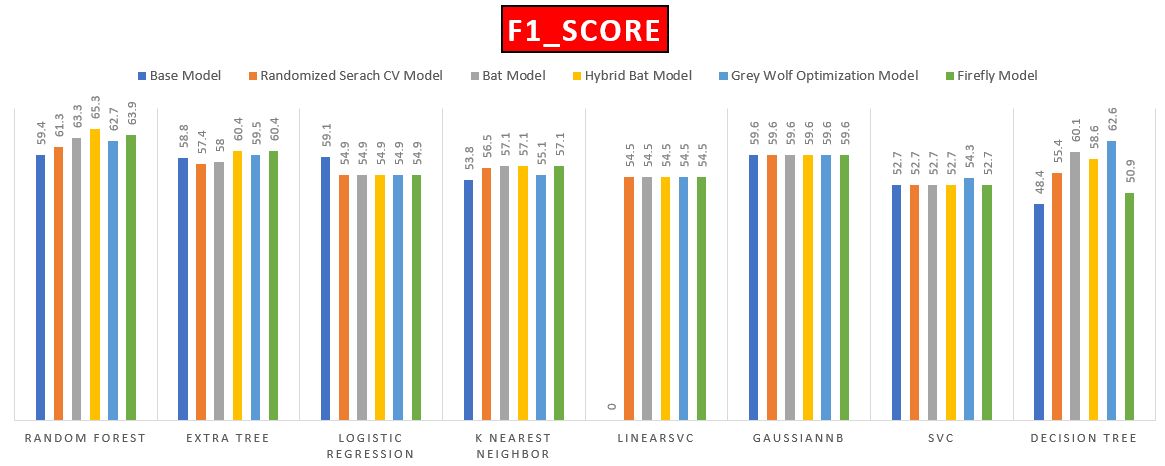 F1_SCORE
Base Model Randomized Serach CV Model Bat Model Hybrid Bat Model Grey Wolf Optimization Model Firefly Model
59.4 61.3 63.3 65.3 62.7 63.9
58.8 57.4 58 60.4 59.5 60.4
59.1 54.9 54.9 54.9 54.9 54.9
53.8 56.5 57.1 57.1 55.1 57.1
0 54.5 54.5 54.5 54.5 54.5
59.6 59.6 59.6 59.6 59.6 59.6
52.7 52.7 52.7 52.7 54.3 52.7
48.4 55.4 60.1 58.6 62.6 50.9
RANDOM FOREST
EXTRA TREE
LOGISTIC
REGRESSION
K NEAREST
NEIGHBOR
LINEARSVC
GAUSSIANNB
SVC
DECISION TREE